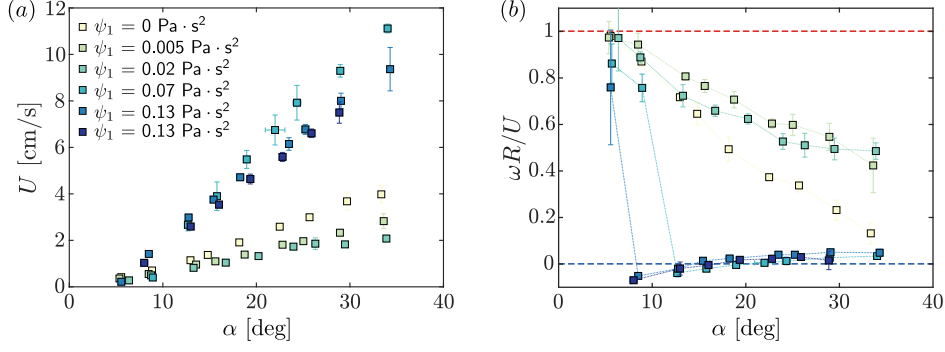 (a)
12
10
8
6
4
2
0
U [cm/s]
ψ₁ = 0 Pa · s²
ψ₁ = 0.005 Pa · s²
ψ₁ = 0.02 Pa · s²
ψ₁ = 0.07 Pa · s²
ψ₁ = 0.13 Pa · s²
ψ₁ = 0.13 Pa · s²
0 10 20 30 40
α [deg]
(b)
1
0.8
0.6
0.4
0.2
0
ωR/U
0 10 20 30 40
α [deg]